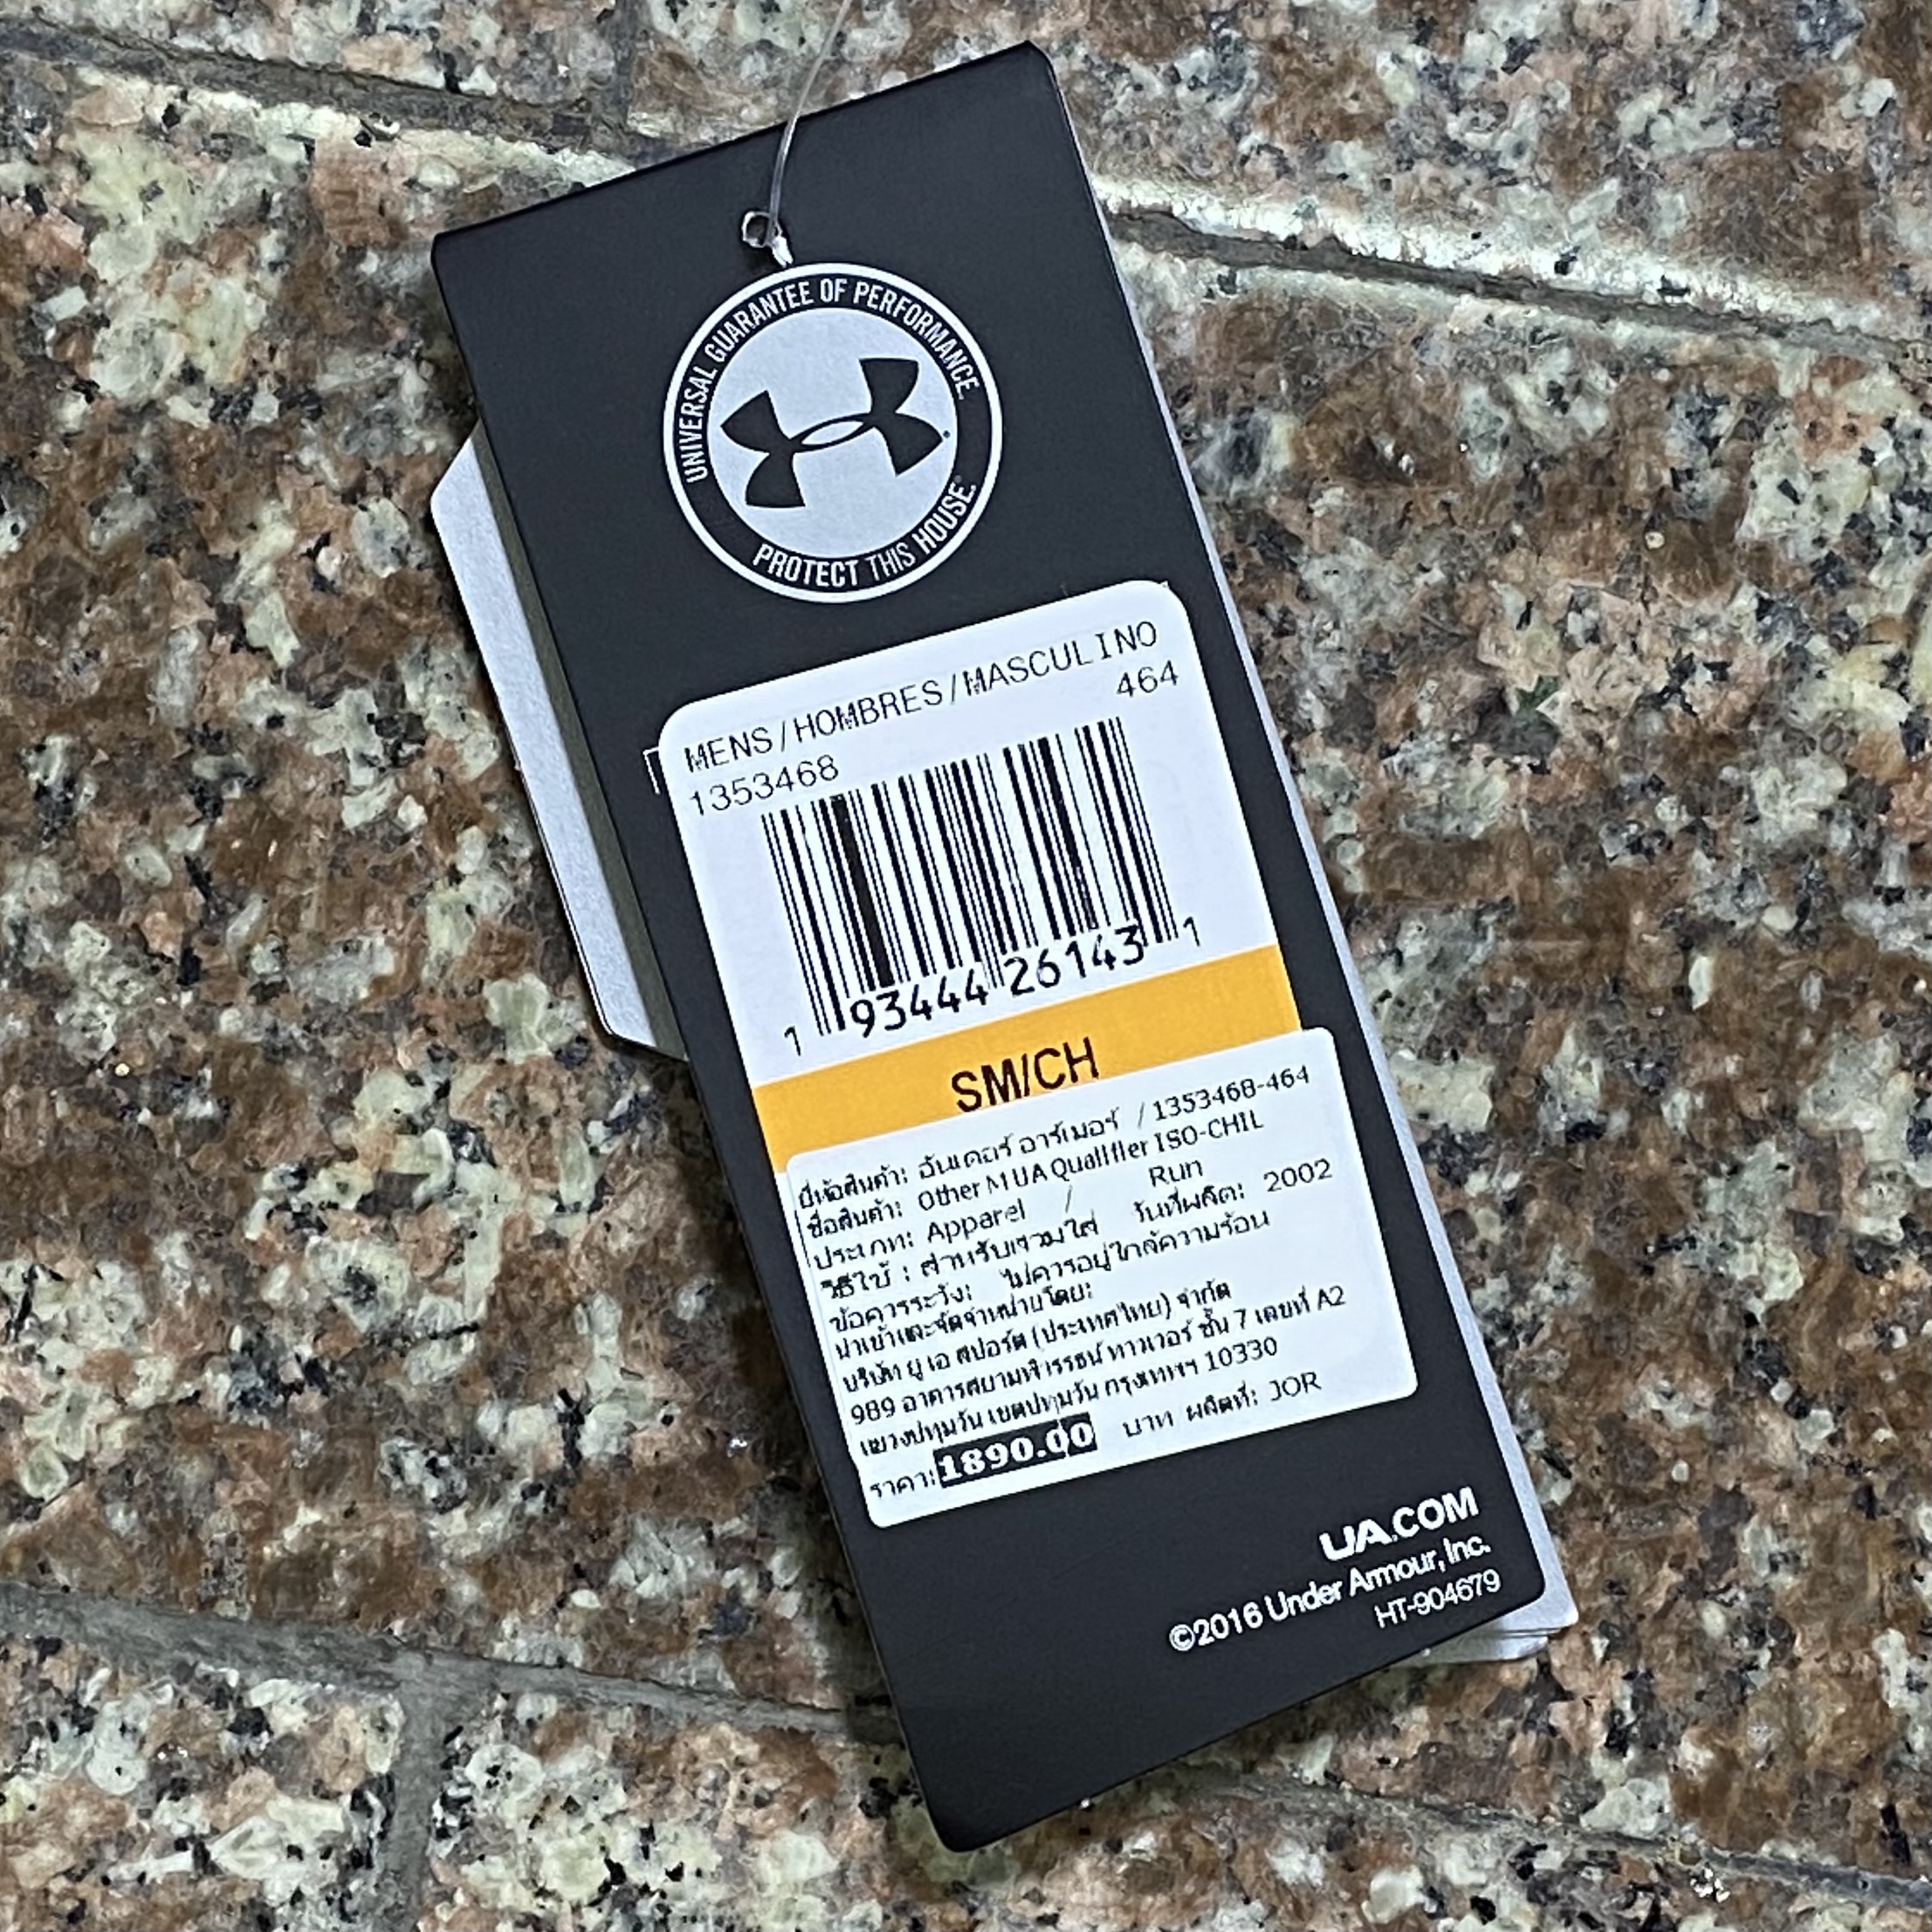 UNIVERSAL GUARANTEE OF PERFORMANCE.
PROTECT THIS HOUSE.
MENS/HOMBRES/MASCULINO
1353468 464
1 93444 26143 1
SM/CH
ยี่ห้อสินค้า: อันเดอร์ อาร์เมอร์ / 1353468-464
ชื่อสินค้า: Other M UA Qualifier ISO-CHIL
ประเภท: Apparel / Run
วิธีใช้ : สำหรับสวมใส่ วันที่ผลิต: 2002
ข้อควรระวัง: ไม่ควรอยู่ใกล้ความร้อน
นำเข้าและจัดจำหน่ายโดย:
บริษัท ยู เอ สปอร์ต (ประเทศไทย) จำกัด
989 อาคารสยามพิวรรธน์ ทาวเวอร์ ชั้น 7 เลขที่ A2
แขวงปทุมวัน เขตปทุมวัน กรุงเทพฯ 10330
ราคา: 1890.00 บาท ผลิตที่: JOR
UA.COM
©2016 Under Armour, Inc.
HT-904679